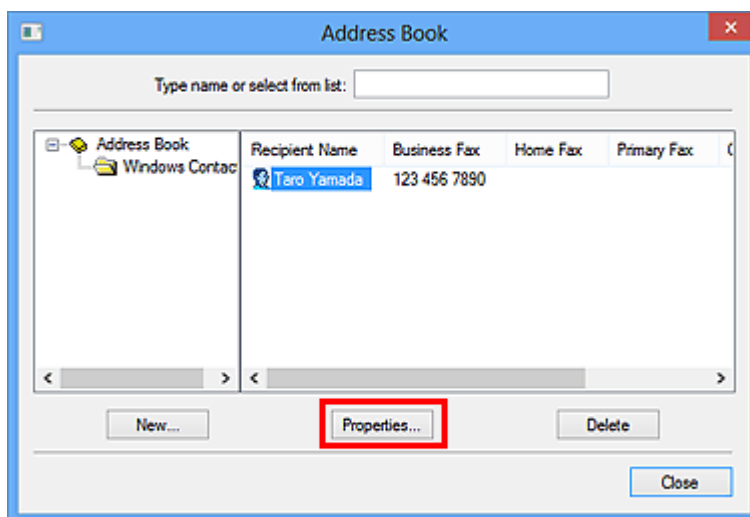 Address Book
Type name or select from list:
Address Book
Windows Contac
Recipient Name Business Fax Home Fax Primary Fax
Taro Yamada 123 456 7890
New... Properties... Delete
Close